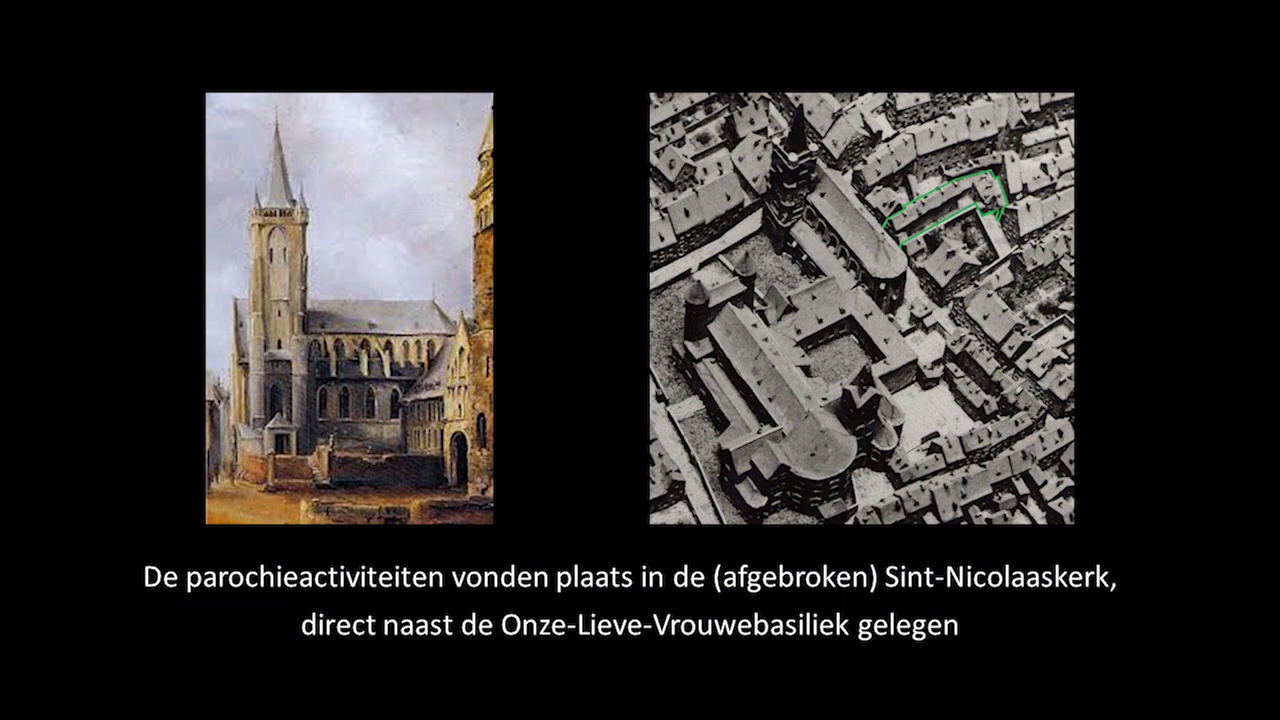 De parochieactiviteiten vonden plaats in de (afgebroken) Sint-Nicolaaskerk,
direct naast de Onze-Lieve-Vrouwebasiliek gelegen